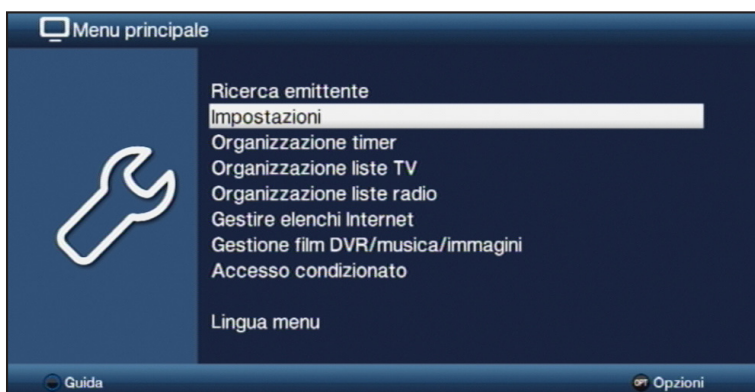 Menu principale
Ricerca emittente
Impostazioni
Organizzazione timer
Organizzazione liste TV
Organizzazione liste radio
Gestire elenchi Internet
Gestione film DVR/musica/immagini
Accesso condizionato
Lingua menu
Guida
OPT Opzioni